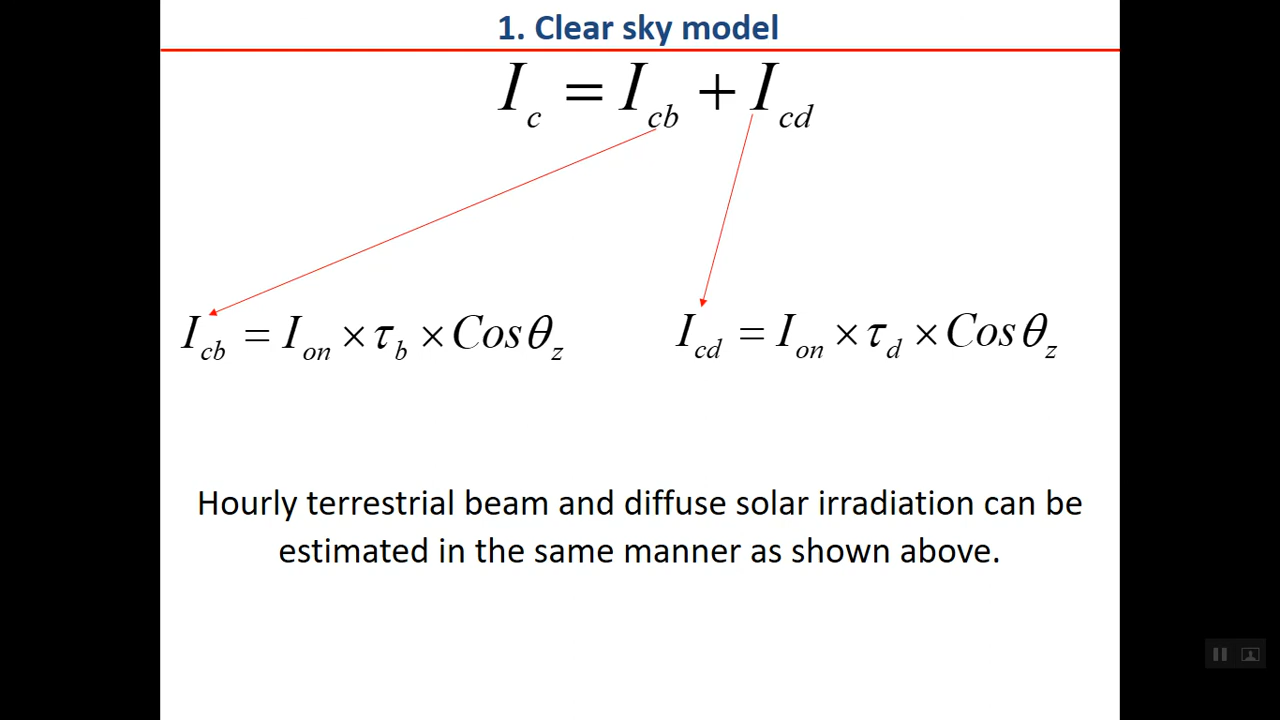 1. Clear sky model
I_c = I_cb + I_cd
I_cb = I_on × τ_b × Cos θ_z
I_cd = I_on × τ_d × Cos θ_z
Hourly terrestrial beam and diffuse solar irradiation can be
estimated in the same manner as shown above.